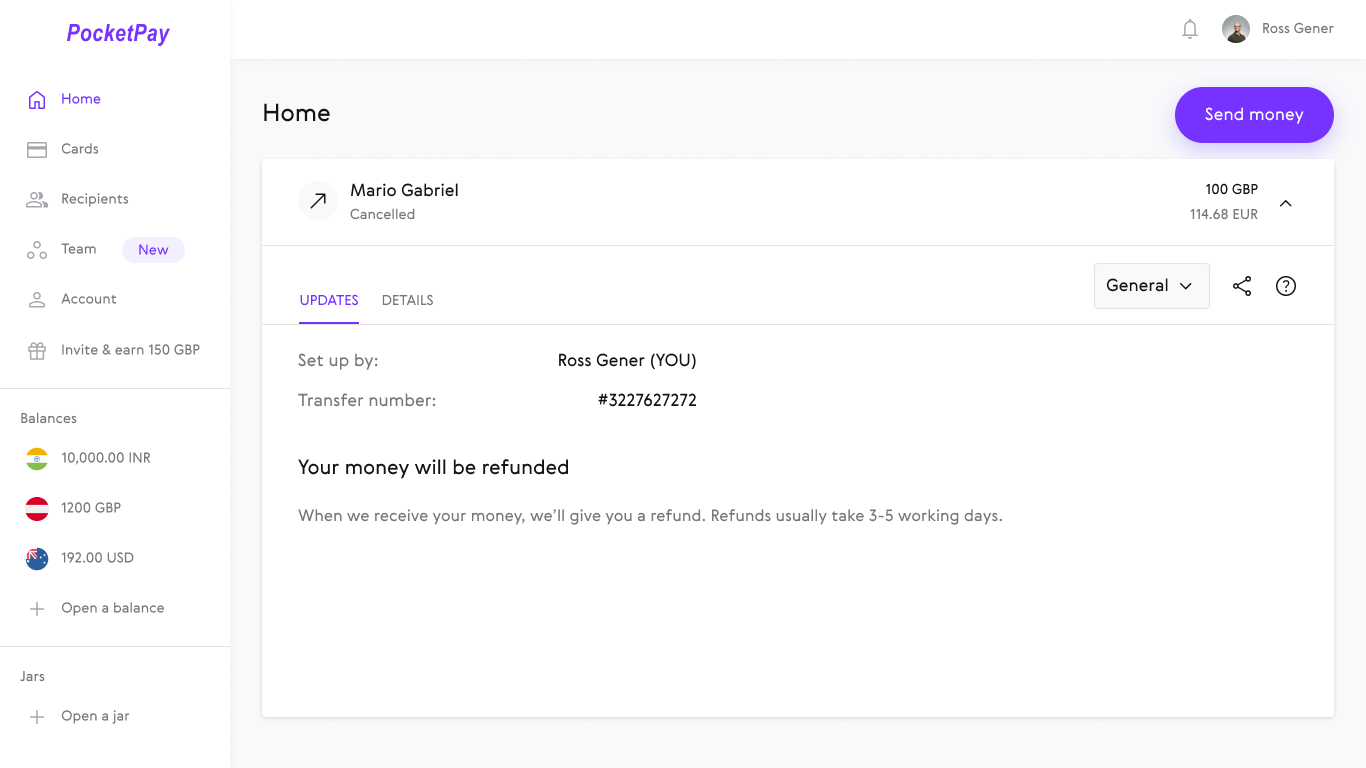 PocketPay
Ross Gener
Home
Cards
Recipients
Team New
Account
Invite & earn 150 GBP
Balances
10,000.00 INR
1200 GBP
192.00 USD
Open a balance
Jars
Open a jar
Home
Send money
Mario Gabriel
100 GBP
Cancelled
114.68 EUR
General
UPDATES DETAILS
Set up by: Ross Gener (YOU)
Transfer number: #3227627272
Your money will be refunded
When we receive your money, we'll give you a refund. Refunds usually take 3-5 working days.